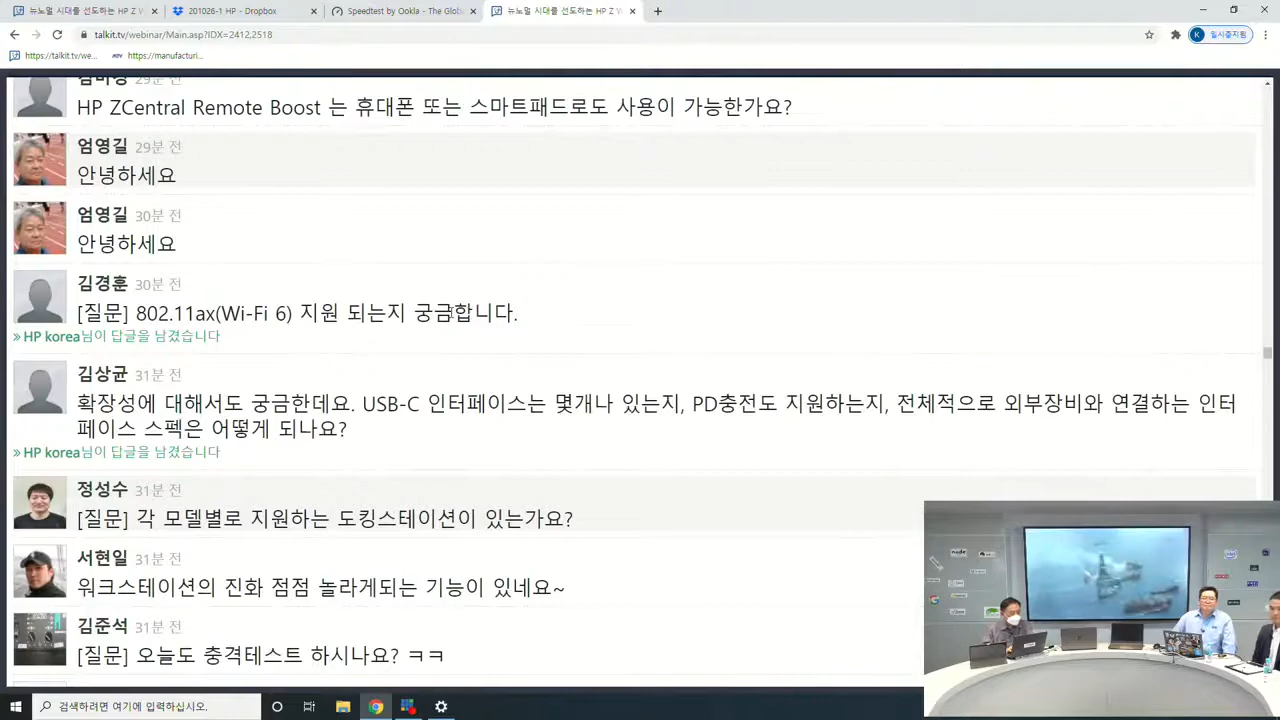 뉴노멀 시대를 선도하는 HP Z W
201026-1 HP - Dropbox
Speedtest by Ookla - The Globa
뉴노멀 시대를 선도하는 HP Z W
talkit.tv/webinar/Main.asp?IDX=2412,2518
K 일시중지됨
https://talkit.tv/we...
https://manufacturi...
29분 전
HP ZCentral Remote Boost 는 휴대폰 또는 스마트패드로도 사용이 가능한가요?
엄영길 29분 전
안녕하세요
엄영길 30분 전
안녕하세요
김경훈 30분 전
[질문] 802.11ax(Wi-Fi 6) 지원 되는지 궁금합니다.
» HP korea님이 답글을 남겼습니다
김상균 31분 전
확장성에 대해서도 궁금한데요. USB-C 인터페이스는 몇개나 있는지, PD충전도 지원하는지, 전체적으로 외부장비와 연결하는 인터
페이스 스펙은 어떻게 되나요?
» HP korea님이 답글을 남겼습니다
정성수 31분 전
[질문] 각 모델별로 지원하는 도킹스테이션이 있는가요?
서현일 31분 전
워크스테이션의 진화 점점 놀라게되는 기능이 있네요~
김준석 31분 전
[질문] 오늘도 충격테스트 하시나요? ㅋㅋ
node
intel
검색하려면 여기에 입력하십시오.